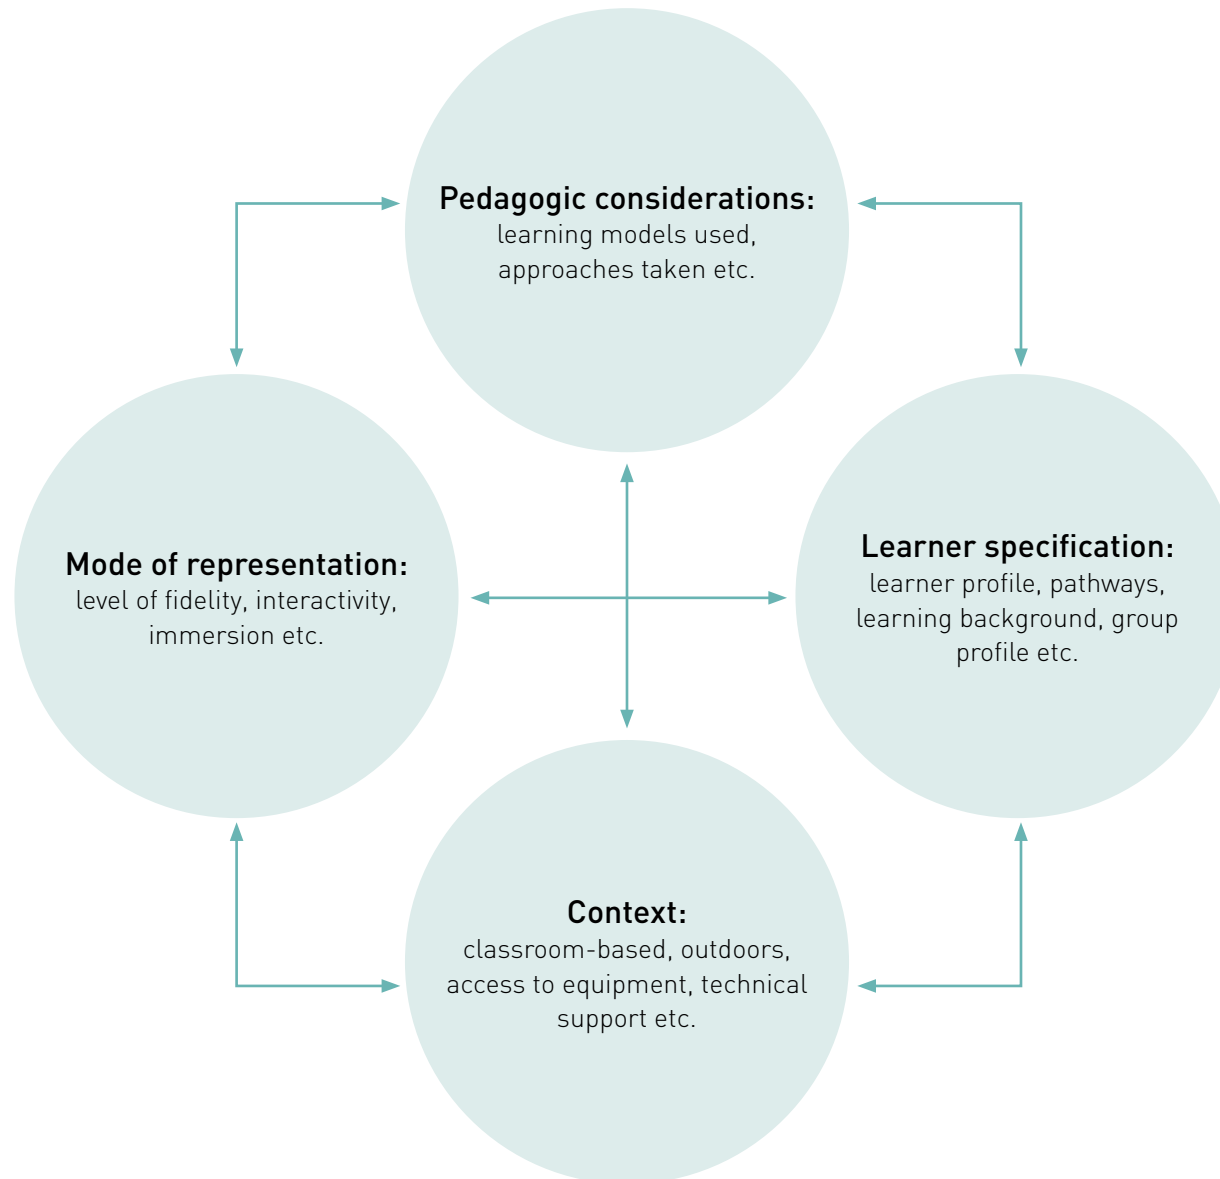 Pedagogic considerations:
learning models used,
approaches taken etc.
Mode of representation:
level of fidelity, interactivity,
immersion etc.
Learner specification:
learner profile, pathways,
learning background, group
profile etc.
Context:
classroom-based, outdoors,
access to equipment, technical
support etc.